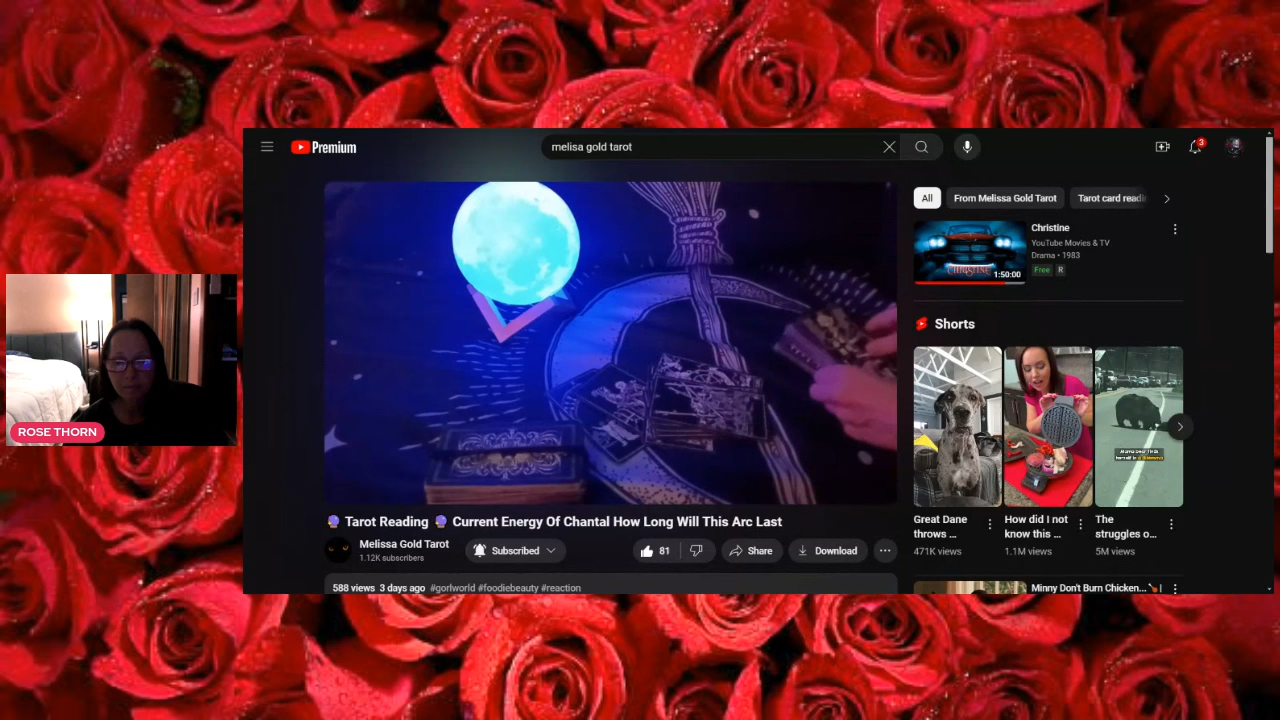 Premium
melisa gold tarot
3
All
From Melissa Gold Tarot
Tarot card readi
Christine
YouTube Movies & TV
Drama • 1983
Free R
CHRISTINE
1:50:00
Shorts
ROSE THORN
Great Dane
throws ...
471K views
How did I not
know this ...
1.1M views
The
struggles o...
5M views
Tarot Reading Current Energy Of Chantal How Long Will This Arc Last
Melissa Gold Tarot
1.12K subscribers
Subscribed
81
Share
Download
588 views 3 days ago #gorlworld #foodiebeauty #reaction
Minny Don't Burn Chicken...